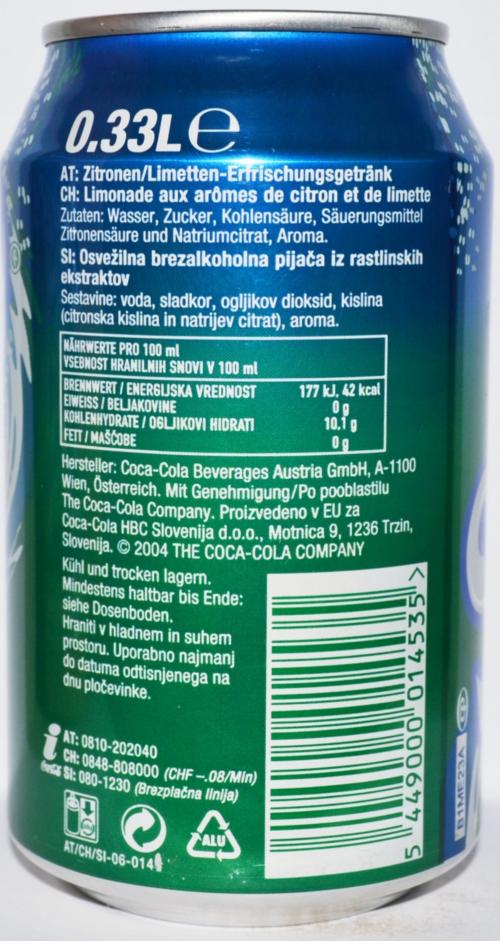 0.33L ℮
AT: Zitronen/Limetten-Erfrischungsgetränk
CH: Limonade aux arômes de citron et de limette
Zutaten: Wasser, Zucker, Kohlensäure, Säuerungsmittel
Zitronensäure und Natriumcitrat, Aroma.
SI: Osvežilna brezalkoholna pijača iz rastlinskih
ekstraktov
Sestavine: voda, sladkor, ogljikov dioksid, kislina
(citronska kislina in natrijev citrat), aroma.
NÄHRWERTE PRO 100 ml
VSEBNOST HRANILNIH SNOVI V 100 ml
BRENNWERT / ENERGIJSKA VREDNOST 177 kJ, 42 kcal
EIWEISS / BELJAKOVINE 0 g
KOHLENHYDRATE / OGLJIKOVI HIDRATI 10,1 g
FETT / MAŠČOBE 0 g
Hersteller: Coca-Cola Beverages Austria GmbH, A-1100
Wien, Österreich. Mit Genehmigung/Po pooblastilu
The Coca-Cola Company. Proizvedeno v EU za
Coca-Cola HBC Slovenija d.o.o., Motnica 9, 1236 Trzin,
Slovenija. © 2004 THE COCA-COLA COMPANY
Kühl und trocken lagern.
Mindestens haltbar bis Ende:
siehe Dosenboden.
Hraniti v hladnem in suhem
prostoru. Uporabno najmanj
do datuma odtisnjenega na
dnu pločevinke.
AT: 0810-202040
CH: 0848-808000 (CHF –.08/Min)
SI: 080-1230 (Brezplačna linija)
ALU
AT/CH/SI-06-014
5 449000 014535 >
B1ME23A